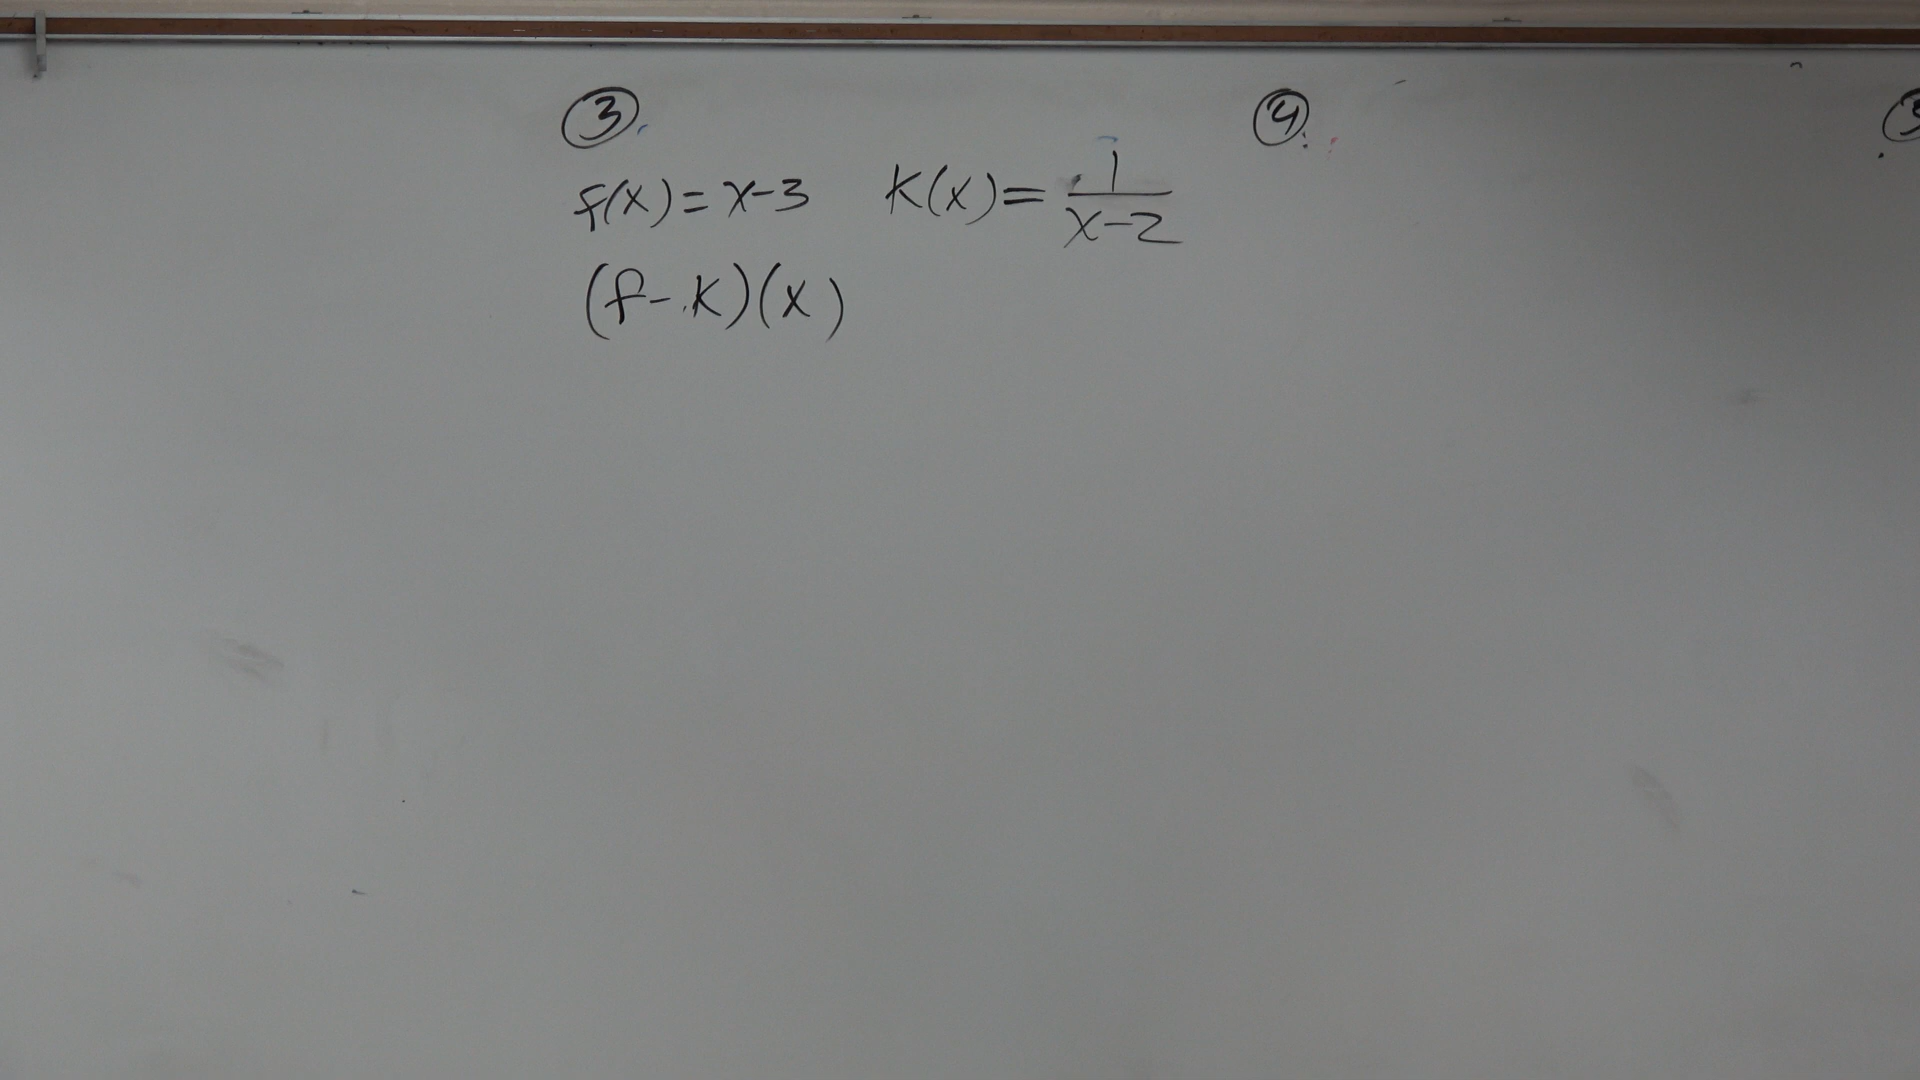 ③
f(x) = x-3   K(x) = 1/(x-2)
(f-K)(x)
④